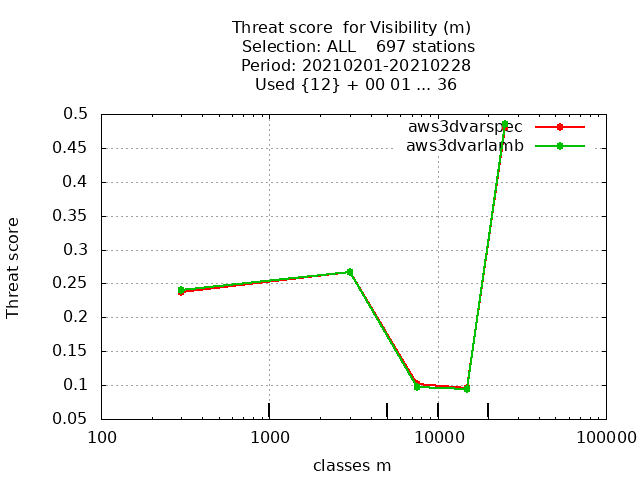 Threat score  for Visibility (m)
Selection: ALL    697 stations
Period: 20210201-20210228
Used {12} + 00 01 ... 36
0.5
0.45
0.4
0.35
0.3
0.25
0.2
0.15
0.1
0.05
Threat score
aws3dvarspec
aws3dvarlamb
100
1000
10000
100000
classes m